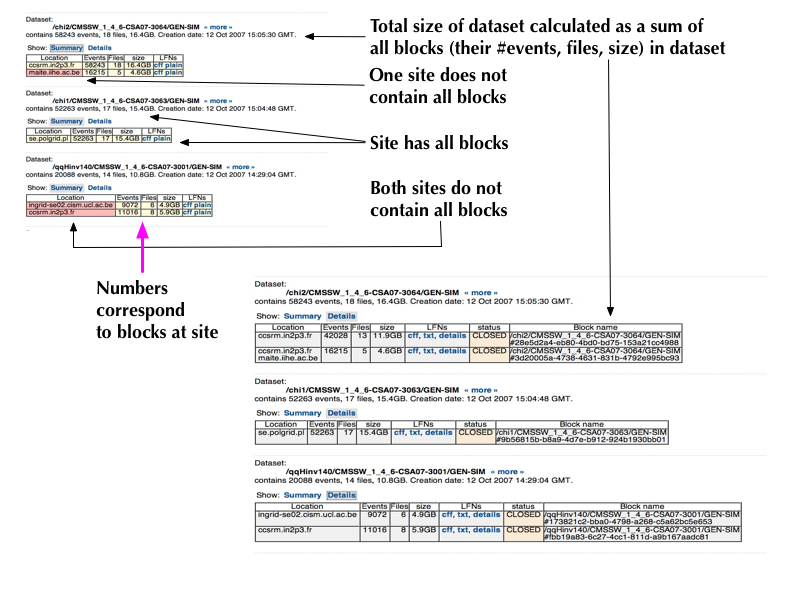 Dataset:
/chi2/CMSSW_1_4_6-CSA07-3064/GEN-SIM « more »
contains 58243 events, 18 files, 16.4GB. Creation date: 12 Oct 2007 15:05:30 GMT.
Show: Summary Details
Location Events Files size LFNs
ccsrm.in2p3.fr 58243 18 16.4GB cff plain
maite.iihe.ac.be 16215 5 4.6GB cff plain
Dataset:
/chi1/CMSSW_1_4_6-CSA07-3063/GEN-SIM « more »
contains 52263 events, 17 files, 15.4GB. Creation date: 12 Oct 2007 15:04:48 GMT.
Show: Summary Details
Location Events Files size LFNs
se.polgrid.pl 52263 17 15.4GB cff plain
Dataset:
/qqHinv140/CMSSW_1_4_6-CSA07-3001/GEN-SIM « more »
contains 20088 events, 14 files, 10.8GB. Creation date: 12 Oct 2007 14:29:04 GMT.
Show: Summary Details
Location Events Files size LFNs
ingrid-se02.cism.ucl.ac.be 9072 6 4.9GB cff plain
ccsrm.in2p3.fr 11016 8 5.9GB cff plain
Total size of dataset calculated as a sum of
all blocks (their #events, files, size) in dataset
One site does not
contain all blocks
Site has all blocks
Both sites do not
contain all blocks
Numbers
correspond
to blocks at site
Dataset:
/chi2/CMSSW_1_4_6-CSA07-3064/GEN-SIM « more »
contains 58243 events, 18 files, 16.4GB. Creation date: 12 Oct 2007 15:05:30 GMT.
Show: Summary Details
Location Events Files size LFNs status Block name
ccsrm.in2p3.fr 42028 13 11.9GB cff, txt, details CLOSED /chi2/CMSSW_1_4_6-CSA07-3064/GEN-SIM
#28e5d2a4-eb80-4bd0-bd75-153a21cc4988
ccsrm.in2p3.fr 16215 5 4.6GB cff, txt, details CLOSED /chi2/CMSSW_1_4_6-CSA07-3064/GEN-SIM
maite.iihe.ac.be #3d20005a-4738-4631-831b-4792e995bc93
Dataset:
/chi1/CMSSW_1_4_6-CSA07-3063/GEN-SIM « more »
contains 52263 events, 17 files, 15.4GB. Creation date: 12 Oct 2007 15:04:48 GMT.
Show: Summary Details
Location Events Files size LFNs status Block name
se.polgrid.pl 52263 17 15.4GB cff, txt, details CLOSED /chi1/CMSSW_1_4_6-CSA07-3063/GEN-SIM
#9b56815b-b8a9-4d7e-b912-924b1930bb01
Dataset:
/qqHinv140/CMSSW_1_4_6-CSA07-3001/GEN-SIM « more »
contains 20088 events, 14 files, 10.8GB. Creation date: 12 Oct 2007 14:29:04 GMT.
Show: Summary Details
Location Events Files size LFNs status Block name
ingrid-se02.cism.ucl.ac.be 9072 6 4.9GB cff, txt, details CLOSED /qqHinv140/CMSSW_1_4_6-CSA07-3001/GEN-SIM
#173821c2-bba0-4798-a268-c5a62bc5e653
ccsrm.in2p3.fr 11016 8 5.9GB cff, txt, details CLOSED /qqHinv140/CMSSW_1_4_6-CSA07-3001/GEN-SIM
#fbb19a83-6c27-4cc1-811d-a9b167aadc81